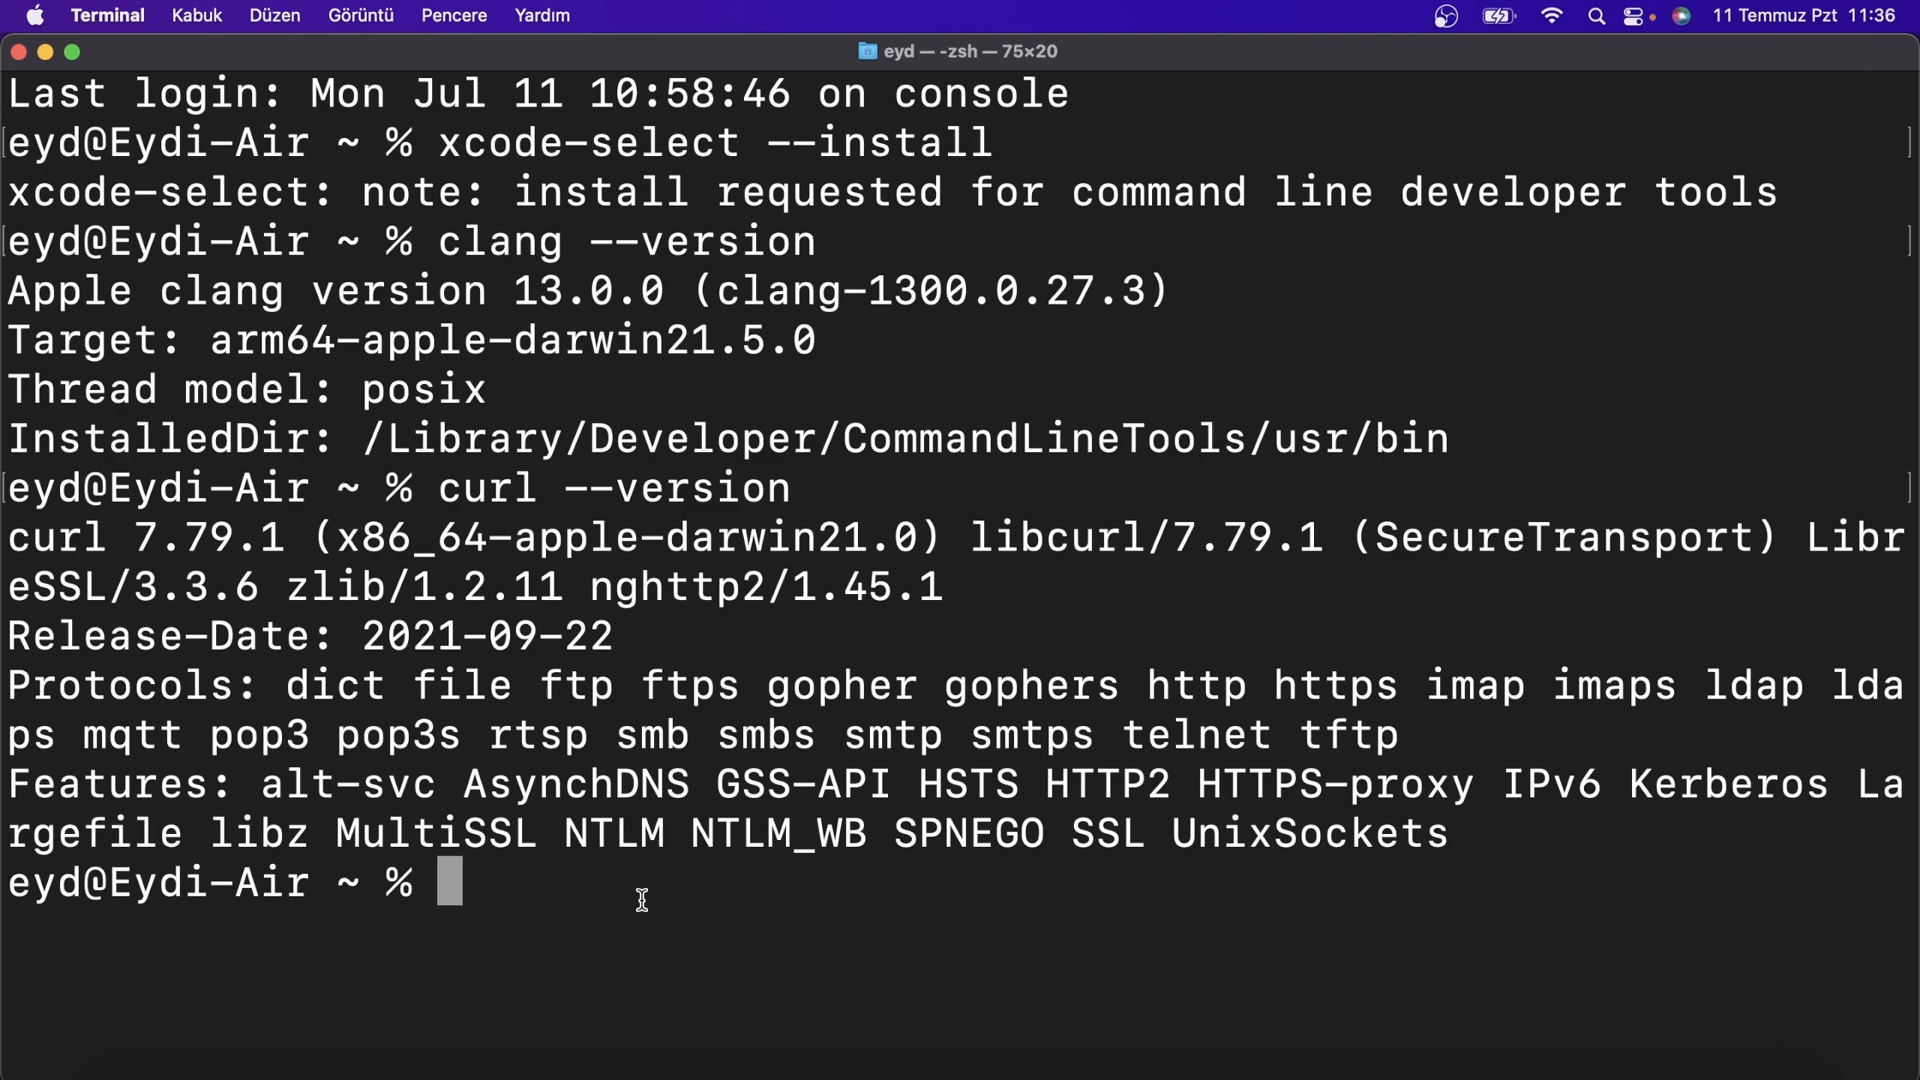 Terminal Kabuk Düzen Görüntü Pencere Yardım 11 Temmuz Pzt 11:36
eyd — -zsh — 75×20
Last login: Mon Jul 11 10:58:46 on console
[eyd@Eydi-Air ~ % xcode-select --install ]
xcode-select: note: install requested for command line developer tools
[eyd@Eydi-Air ~ % clang --version ]
Apple clang version 13.0.0 (clang-1300.0.27.3)
Target: arm64-apple-darwin21.5.0
Thread model: posix
InstalledDir: /Library/Developer/CommandLineTools/usr/bin
[eyd@Eydi-Air ~ % curl --version ]
curl 7.79.1 (x86_64-apple-darwin21.0) libcurl/7.79.1 (SecureTransport) Libr
eSSL/3.3.6 zlib/1.2.11 nghttp2/1.45.1
Release-Date: 2021-09-22
Protocols: dict file ftp ftps gopher gophers http https imap imaps ldap lda
ps mqtt pop3 pop3s rtsp smb smbs smtp smtps telnet tftp
Features: alt-svc AsynchDNS GSS-API HSTS HTTP2 HTTPS-proxy IPv6 Kerberos La
rgefile libz MultiSSL NTLM NTLM_WB SPNEGO SSL UnixSockets
eyd@Eydi-Air ~ %